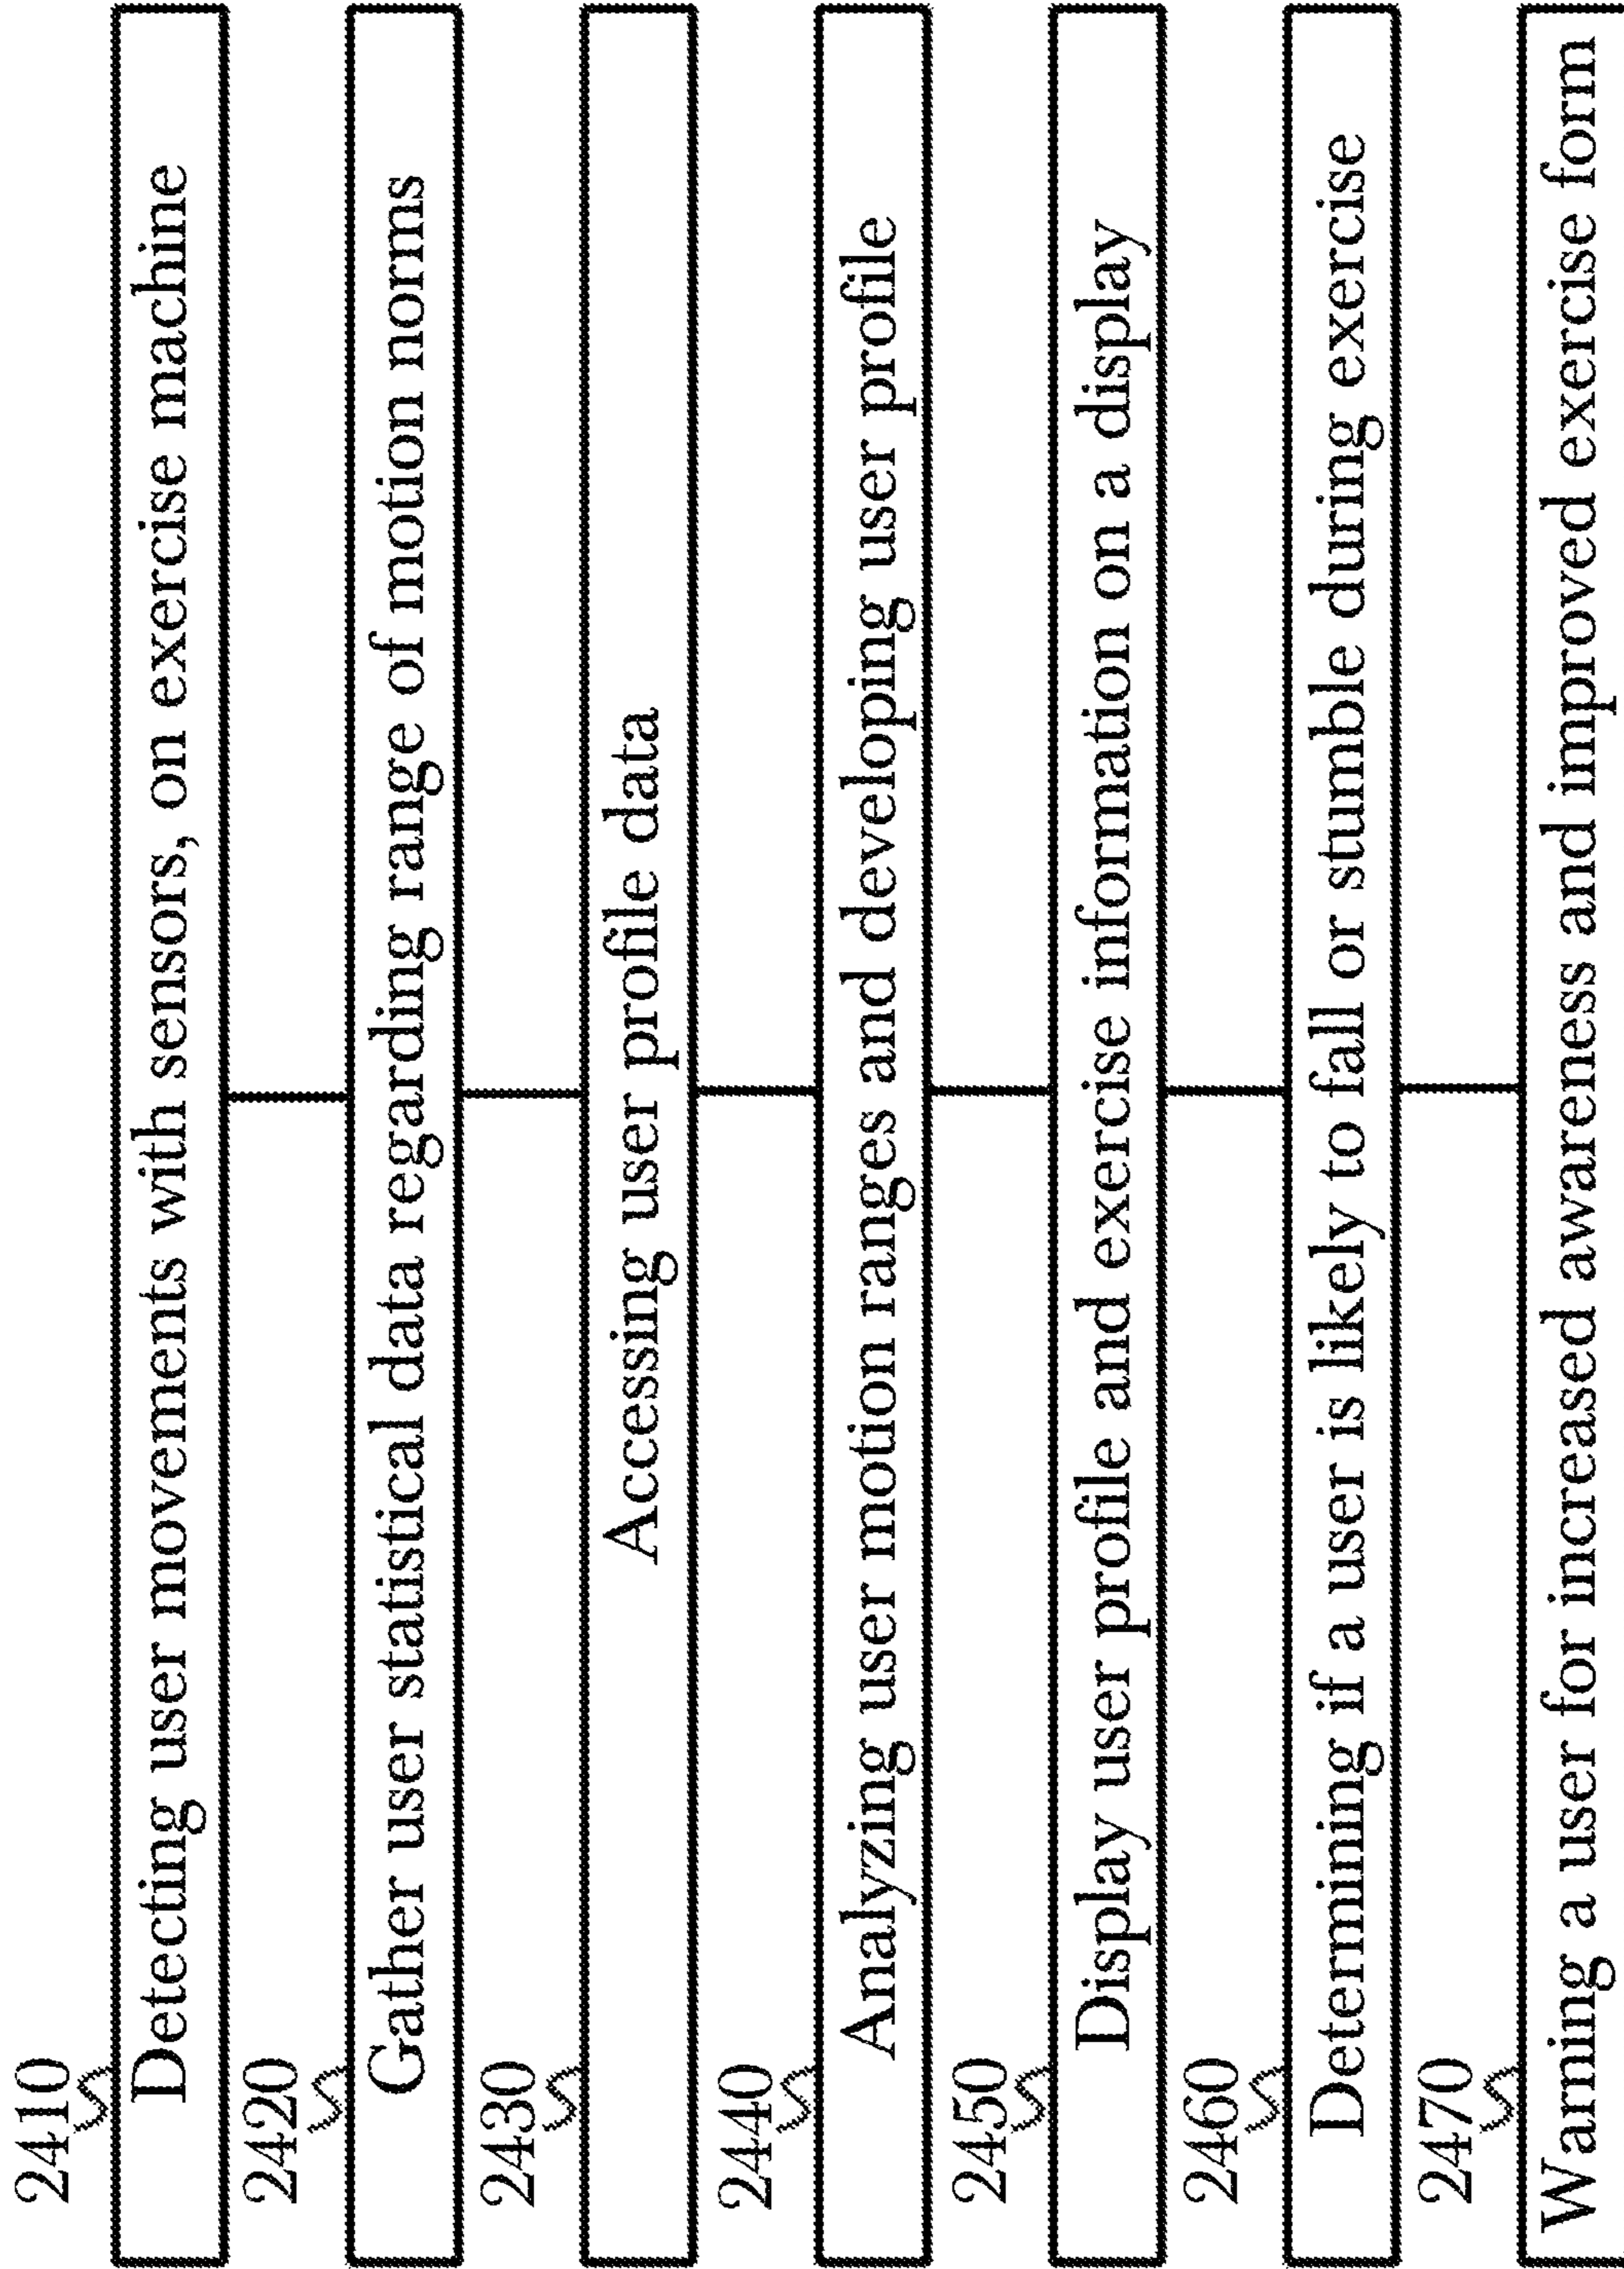 2410
Detecting user movements with sensors, on exercise machine
2420
Gather user statistical data regarding range of motion norms
2430
Accessing user profile data
2440
Analyzing user motion ranges and developing user profile
2450
Display user profile and exercise information on a display
2460
Determining if a user is likely to fall or stumble during exercise
2470
Warning a user for increased awareness and improved exercise form